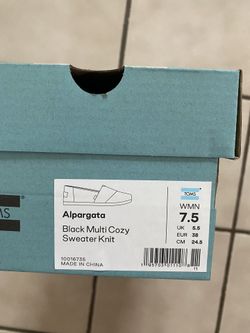 TOMS
WMN
Alpargata
7.5
Black Multi Cozy
Sweater Knit
UK 5.5
EUR 38
CM 24.5
10016735
MADE IN CHINA